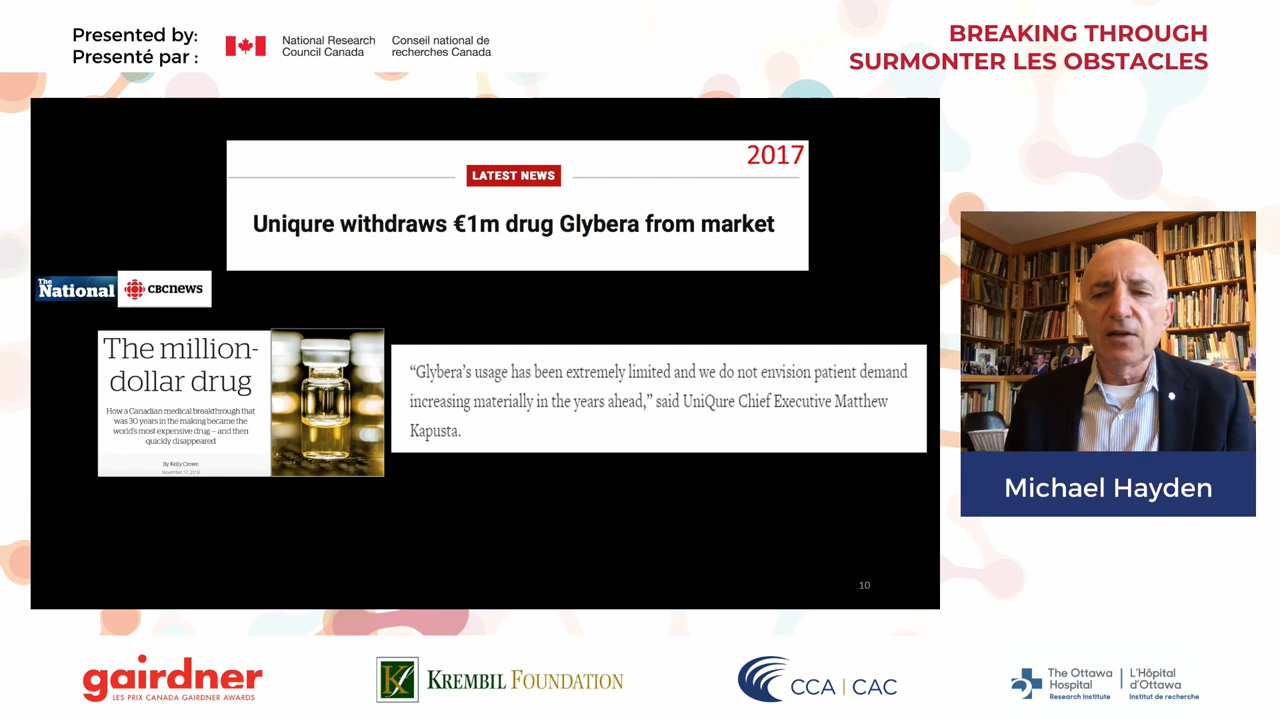 Presented by:
Presenté par :
National Research
Council Canada
Conseil national de
recherches Canada
BREAKING THROUGH
SURMONTER LES OBSTACLES
2017
LATEST NEWS
Uniqure withdraws €1m drug Glybera from market
The
National
CBCNEWS
The million-
dollar drug
How a Canadian medical breakthrough that
was 30 years in the making became the
world's most expensive drug — and then
quickly disappeared
By Kelly Crowe
November 17, 2018
“Glybera’s usage has been extremely limited and we do not envision patient demand
increasing materially in the years ahead,” said UniQure Chief Executive Matthew
Kapusta.
10
Michael Hayden
gairdner
LES PRIX CANADA GAIRDNER AWARDS
K
KREMBIL FOUNDATION
CCA | CAC
The Ottawa
Hospital
Research Institute
L'Hôpital
d'Ottawa
Institut de recherche